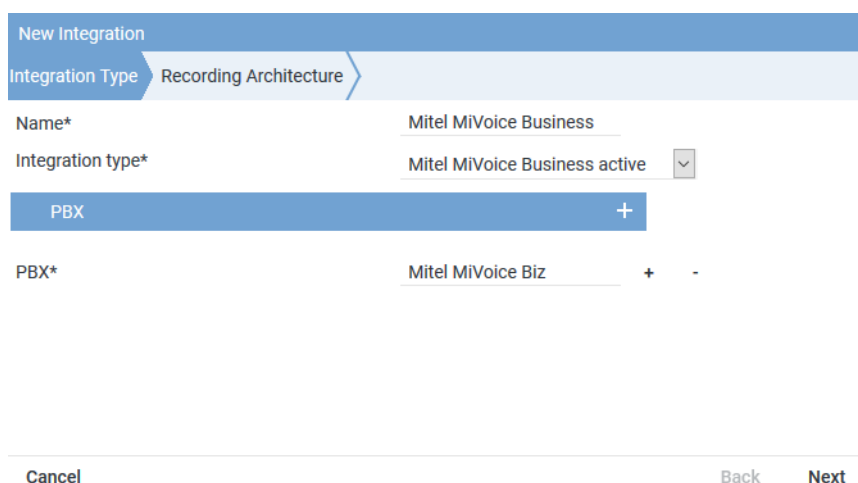 New Integration
Integration Type Recording Architecture
Name* Mitel MiVoice Business
Integration type* Mitel MiVoice Business active
PBX +
PBX* Mitel MiVoice Biz + -
Cancel Back Next